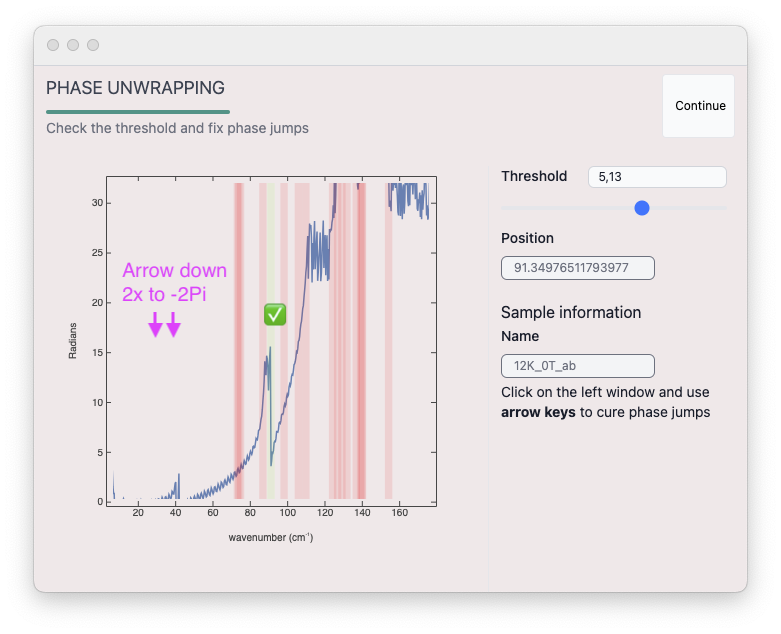 PHASE UNWRAPPING
Continue
Check the threshold and fix phase jumps
Threshold
5,13
Position
91.34976511793977
Sample information
Name
12K_0T_ab
Click on the left window and use
arrow keys to cure phase jumps
Arrow down
2x to -2Pi
Radians
30
25
20
15
10
5
0
20 40 60 80 100 120 140 160
wavenumber (cm⁻¹)